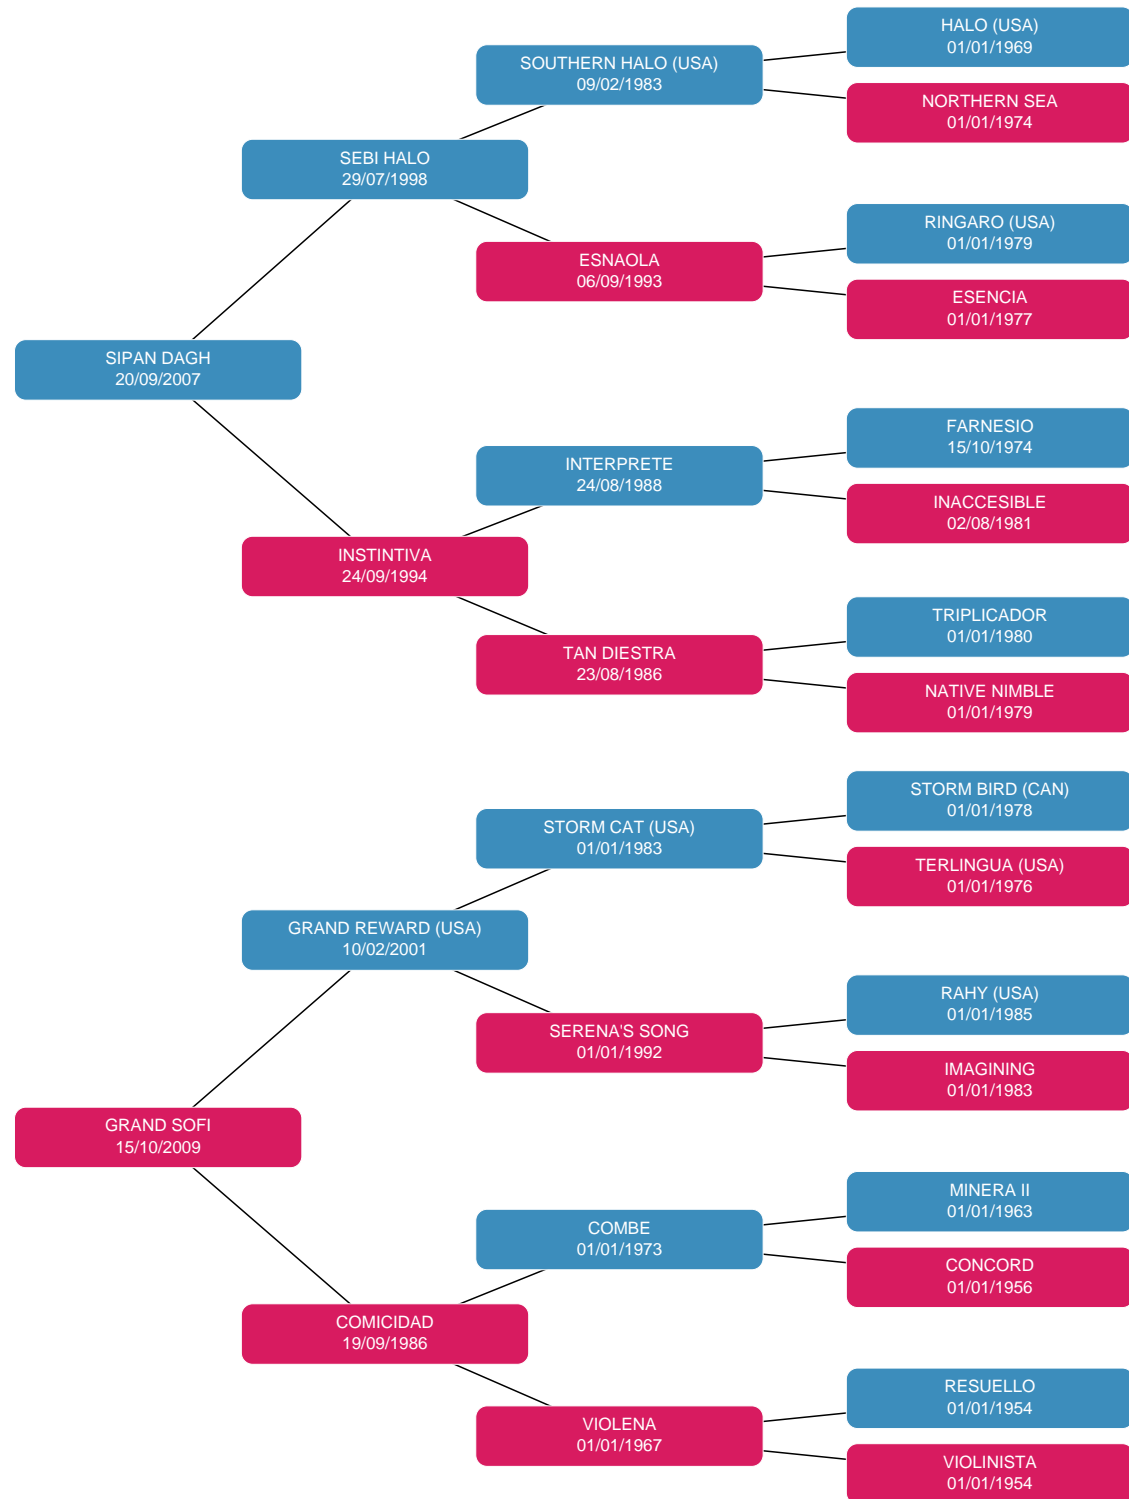 HALO (USA)
01/01/1969
SOUTHERN HALO (USA)
09/02/1983
NORTHERN SEA
01/01/1974
SEBI HALO
29/07/1998
RINGARO (USA)
01/01/1979
ESNAOLA
06/09/1993
ESENCIA
01/01/1977
SIPAN DAGH
20/09/2007
FARNESIO
15/10/1974
INTERPRETE
24/08/1988
INACCESIBLE
02/08/1981
INSTINTIVA
24/09/1994
TRIPLICADOR
01/01/1980
TAN DIESTRA
23/08/1986
NATIVE NIMBLE
01/01/1979
STORM BIRD (CAN)
01/01/1978
STORM CAT (USA)
01/01/1983
TERLINGUA (USA)
01/01/1976
GRAND REWARD (USA)
10/02/2001
RAHY (USA)
01/01/1985
SERENA'S SONG
01/01/1992
IMAGINING
01/01/1983
GRAND SOFI
15/10/2009
MINERA II
01/01/1963
COMBE
01/01/1973
CONCORD
01/01/1956
COMICIDAD
19/09/1986
RESUELLO
01/01/1954
VIOLENA
01/01/1967
VIOLINISTA
01/01/1954